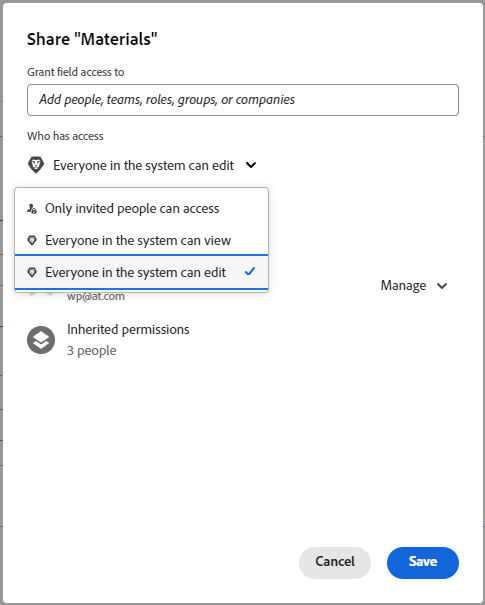 Share "Materials"
Grant field access to
Add people, teams, roles, groups, or companies
Who has access
Everyone in the system can edit
Only invited people can access
Everyone in the system can view
Everyone in the system can edit
wp@at.com
Manage
Inherited permissions
3 people
Cancel
Save